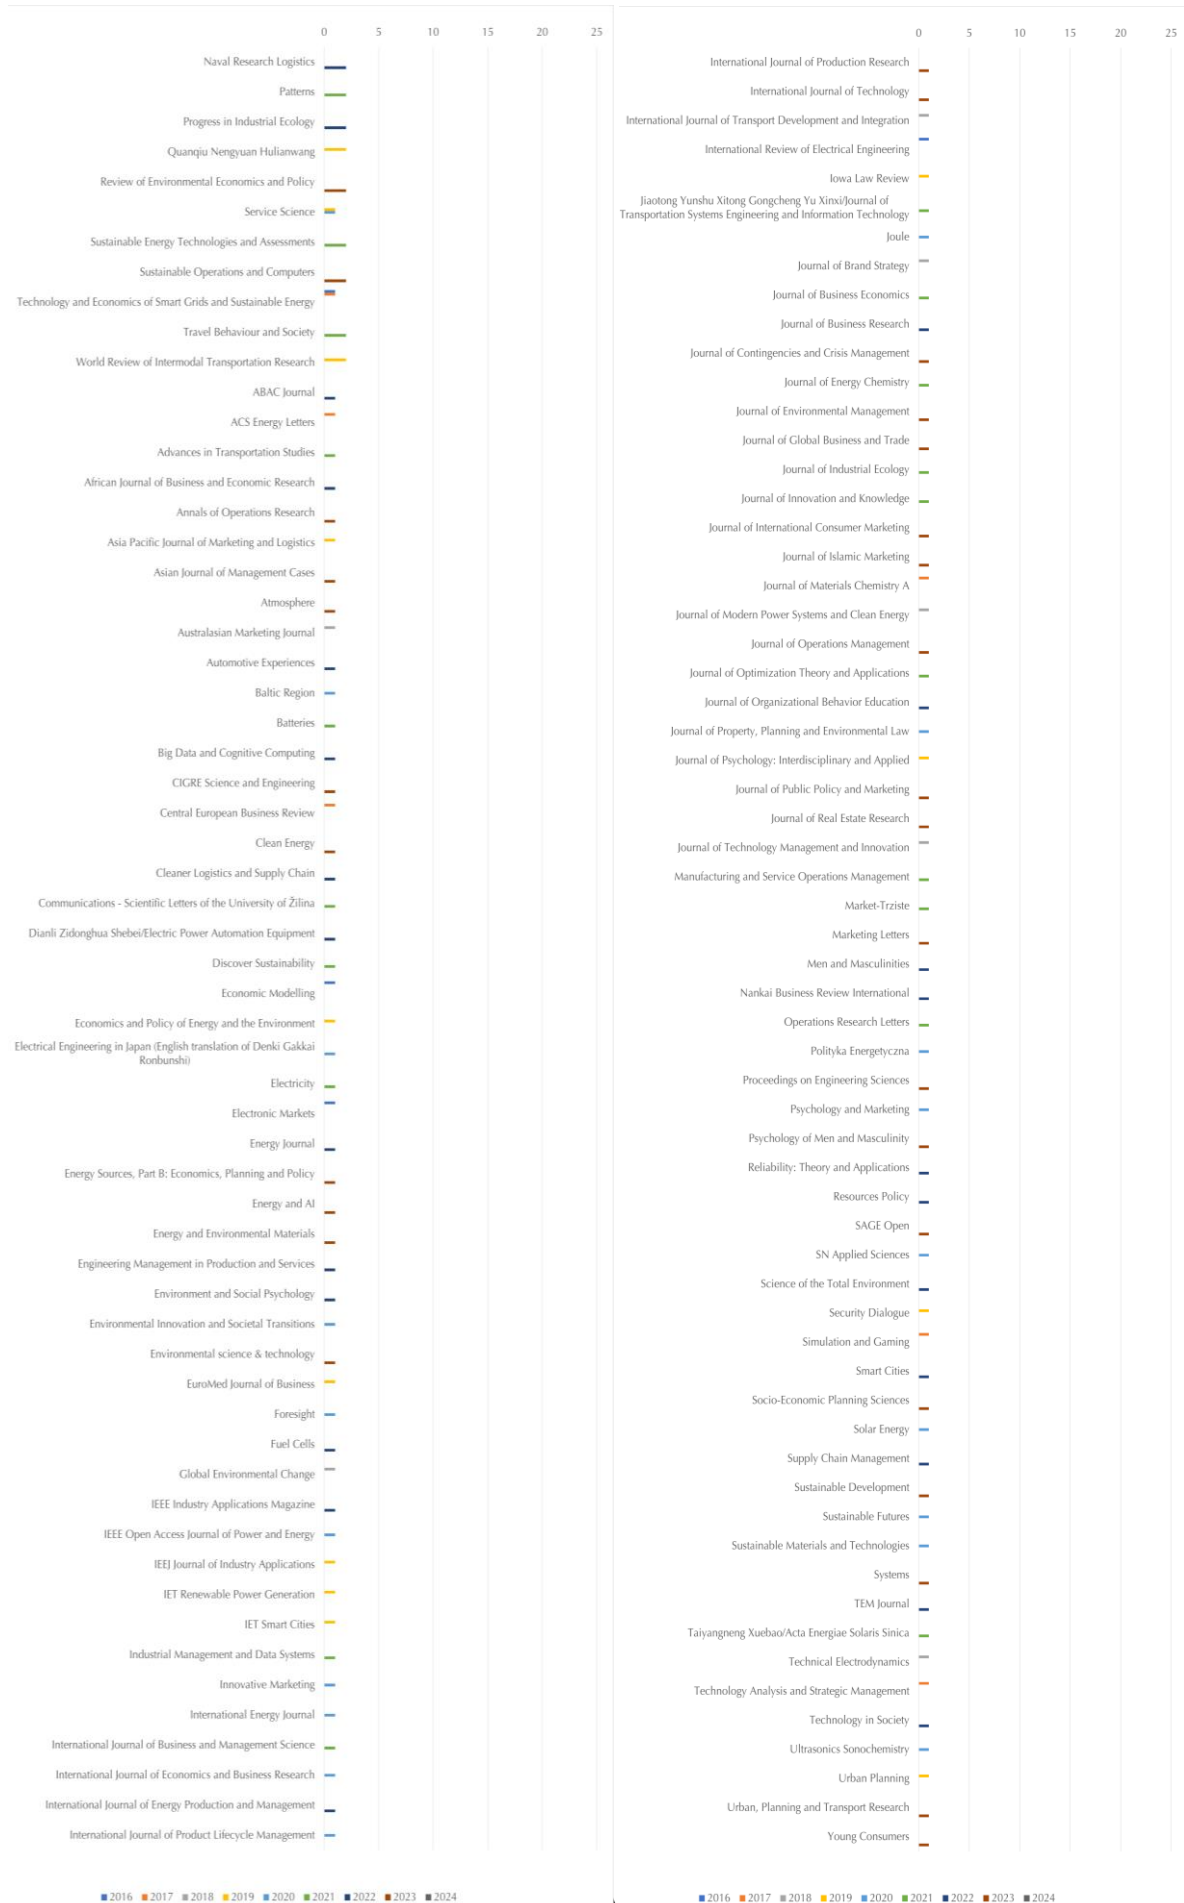 0 5 10 15 20 25
Naval Research Logistics
Patterns
Progress in Industrial Ecology
Quanqiu Nengyuan Hulianwang
Review of Environmental Economics and Policy
Service Science
Sustainable Energy Technologies and Assessments
Sustainable Operations and Computers
Technology and Economics of Smart Grids and Sustainable Energy
Travel Behaviour and Society
World Review of Intermodal Transportation Research
ABAC Journal
ACS Energy Letters
Advances in Transportation Studies
African Journal of Business and Economic Research
Annals of Operations Research
Asia Pacific Journal of Marketing and Logistics
Asian Journal of Management Cases
Atmosphere
Australasian Marketing Journal
Automotive Experiences
Baltic Region
Batteries
Big Data and Cognitive Computing
CIGRE Science and Engineering
Central European Business Review
Clean Energy
Cleaner Logistics and Supply Chain
Communications - Scientific Letters of the University of Žilina
Dianli Zidonghua Shebei/Electric Power Automation Equipment
Discover Sustainability
Economic Modelling
Economics and Policy of Energy and the Environment
Electrical Engineering in Japan (English translation of Denki Gakkai
Ronbunshi)
Electricity
Electronic Markets
Energy Journal
Energy Sources, Part B: Economics, Planning and Policy
Energy and AI
Energy and Environmental Materials
Engineering Management in Production and Services
Environment and Social Psychology
Environmental Innovation and Societal Transitions
Environmental science & technology
EuroMed Journal of Business
Foresight
Fuel Cells
Global Environmental Change
IEEE Industry Applications Magazine
IEEE Open Access Journal of Power and Energy
IEEJ Journal of Industry Applications
IET Renewable Power Generation
IET Smart Cities
Industrial Management and Data Systems
Innovative Marketing
International Energy Journal
International Journal of Business and Management Science
International Journal of Economics and Business Research
International Journal of Energy Production and Management
International Journal of Product Lifecycle Management
2016 2017 2018 2019 2020 2021 2022 2023 2024
0 5 10 15 20 25
International Journal of Production Research
International Journal of Technology
International Journal of Transport Development and Integration
International Review of Electrical Engineering
Iowa Law Review
Jiaotong Yunshu Xitong Gongcheng Yu Xinxi/Journal of
Transportation Systems Engineering and Information Technology
Joule
Journal of Brand Strategy
Journal of Business Economics
Journal of Business Research
Journal of Contingencies and Crisis Management
Journal of Energy Chemistry
Journal of Environmental Management
Journal of Global Business and Trade
Journal of Industrial Ecology
Journal of Innovation and Knowledge
Journal of International Consumer Marketing
Journal of Islamic Marketing
Journal of Materials Chemistry A
Journal of Modern Power Systems and Clean Energy
Journal of Operations Management
Journal of Optimization Theory and Applications
Journal of Organizational Behavior Education
Journal of Property, Planning and Environmental Law
Journal of Psychology: Interdisciplinary and Applied
Journal of Public Policy and Marketing
Journal of Real Estate Research
Journal of Technology Management and Innovation
Manufacturing and Service Operations Management
Market-Trziste
Marketing Letters
Men and Masculinities
Nankai Business Review International
Operations Research Letters
Polityka Energetyczna
Proceedings on Engineering Sciences
Psychology and Marketing
Psychology of Men and Masculinity
Reliability: Theory and Applications
Resources Policy
SAGE Open
SN Applied Sciences
Science of the Total Environment
Security Dialogue
Simulation and Gaming
Smart Cities
Socio-Economic Planning Sciences
Solar Energy
Supply Chain Management
Sustainable Development
Sustainable Futures
Sustainable Materials and Technologies
Systems
TEM Journal
Taiyangneng Xuebao/Acta Energiae Solaris Sinica
Technical Electrodynamics
Technology Analysis and Strategic Management
Technology in Society
Ultrasonics Sonochemistry
Urban Planning
Urban, Planning and Transport Research
Young Consumers
2016 2017 2018 2019 2020 2021 2022 2023 2024